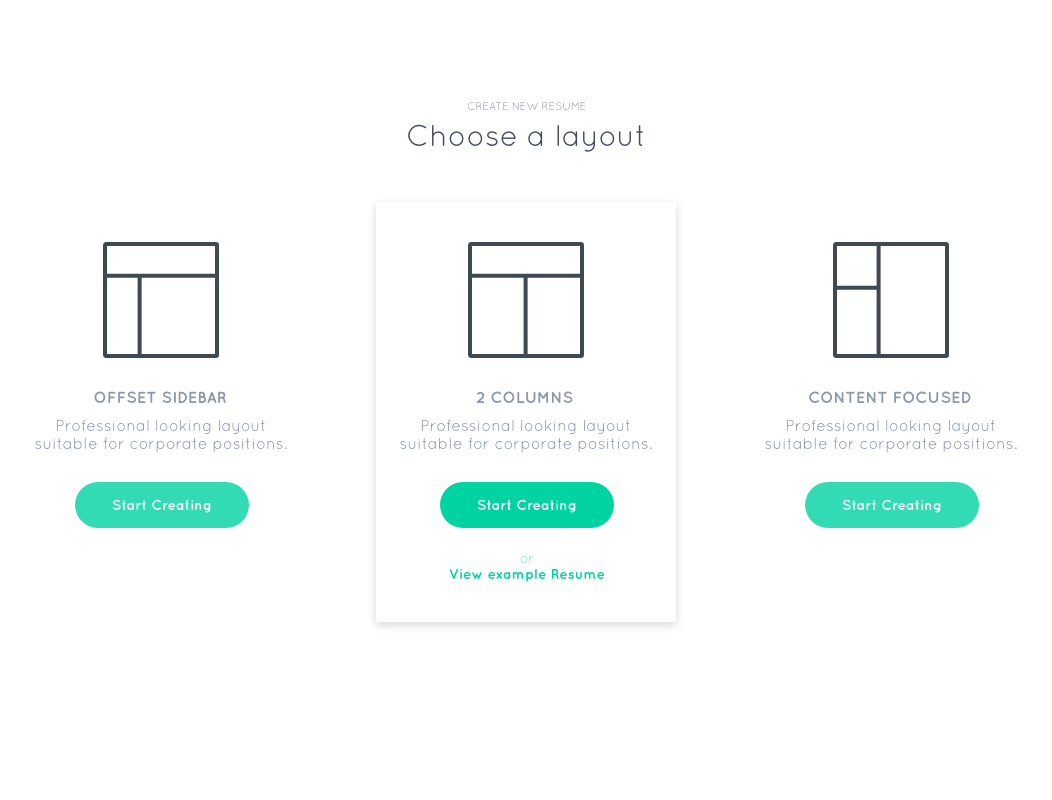 CREATE NEW RESUME
Choose a layout
OFFSET SIDEBAR
Professional looking layout
suitable for corporate positions.
Start Creating
2 COLUMNS
Professional looking layout
suitable for corporate positions.
Start Creating
or
View example Resume
CONTENT FOCUSED
Professional looking layout
suitable for corporate positions.
Start Creating